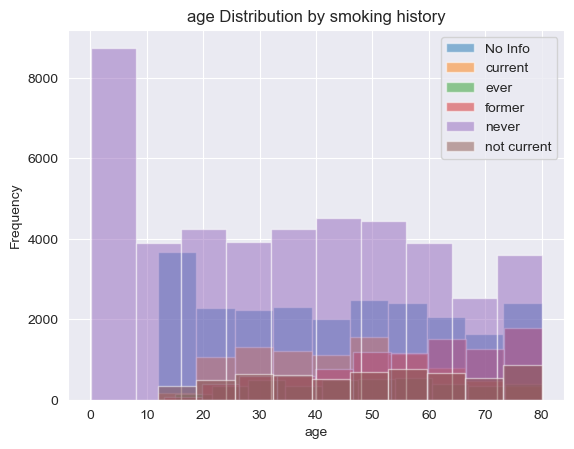 age Distribution by smoking history
No Info
current
ever
former
never
not current
Frequency
8000
6000
4000
2000
0
0 10 20 30 40 50 60 70 80
age